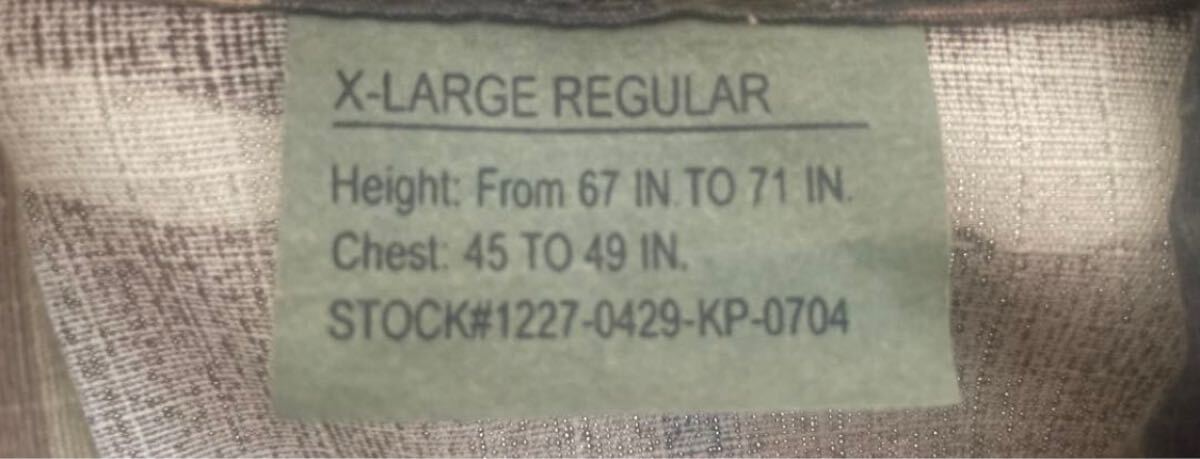 X-LARGE REGULAR
Height: From 67 IN TO 71 IN.
Chest: 45 TO 49 IN.
STOCK#1227-0429-KP-0704